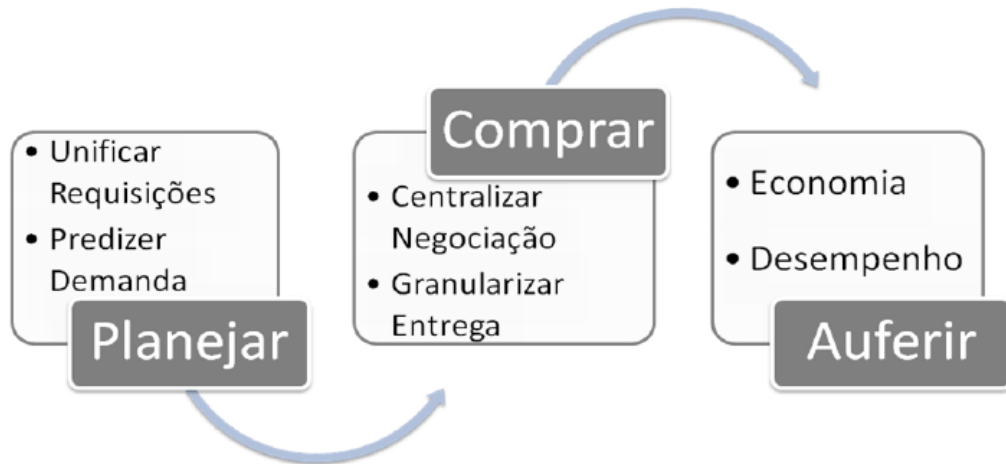 • Unificar
Requisições
• Predizer
Demanda
Planejar
Comprar
• Centralizar
Negociação
• Granularizar
Entrega
• Economia
• Desempenho
Auferir